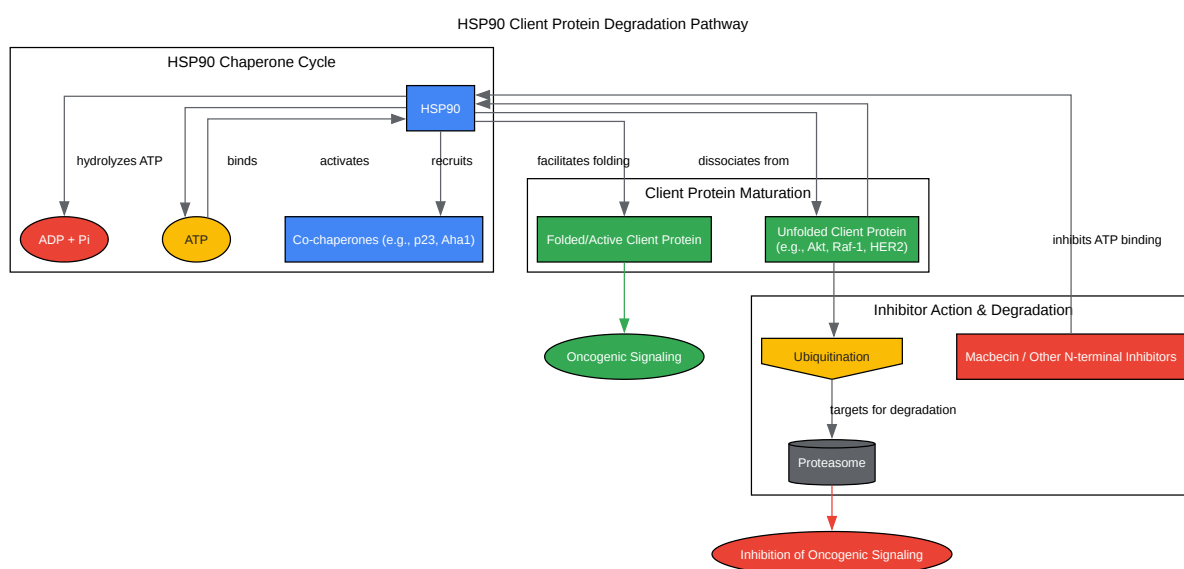 HSP90 Client Protein Degradation Pathway
HSP90 Chaperone Cycle
HSP90
hydrolyzes ATP
binds
activates
recruits
facilitates folding
dissociates from
Client Protein Maturation
ADP + Pi
ATP
Co-chaperones (e.g., p23, Aha1)
Folded/Active Client Protein
Unfolded Client Protein
(e.g., Akt, Raf-1, HER2)
inhibits ATP binding
Inhibitor Action & Degradation
Oncogenic Signaling
Ubiquitination
Macbecin / Other N-terminal Inhibitors
targets for degradation
Proteasome
Inhibition of Oncogenic Signaling